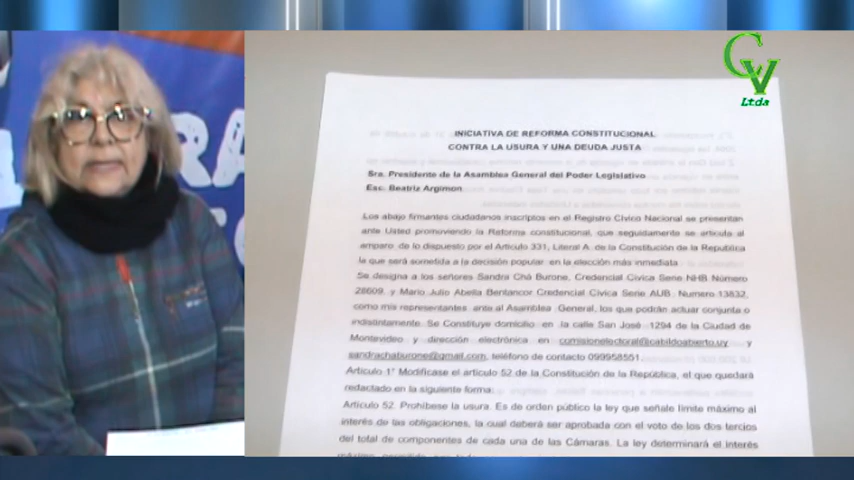 CV
Ltda
INICIATIVA DE REFORMA CONSTITUCIONAL
CONTRA LA USURA Y UNA DEUDA JUSTA
Sra. Presidente de la Asamblea General del Poder Legislativo
Esc. Beatriz Argimon
Los abajo firmantes ciudadanos inscriptos en el Registro Cívico Nacional se presentan
ante Usted promoviendo la Reforma constitucional, que seguidamente se articula al
amparo de lo dispuesto por el Artículo 331, Literal A de la Constitución de la República
la que será sometida a la decisión popular en la elección más inmediata.
Se designa a los señores Sandra Chá Burone, Credencial Cívica Serie NHB Número
28609, y Mario Julio Abella Bentancor Credencial Cívica Serie AUB Numero 13832,
como mis representantes ante al Asamblea General, los que podrán actuar conjunta o
indistintamente. Se Constituye domicilio en la calle San José 1294 de la Ciudad de
Montevideo y dirección electrónica en comisionelectoral@cabildoabierto.uy y
sandrachaburone@gmail.com, teléfono de contacto 099958551.
Articulo 1° Modifícase el artículo 52 de la Constitución de la República, el que quedará
redactado en la siguiente forma:
Artículo 52. Prohíbese la usura. Es de orden público la ley que señale límite máximo al
interés de las obligaciones, la cual deberá ser aprobada con el voto de los dos tercios
del total de componentes de cada una de las Cámaras. La ley determinará el interés